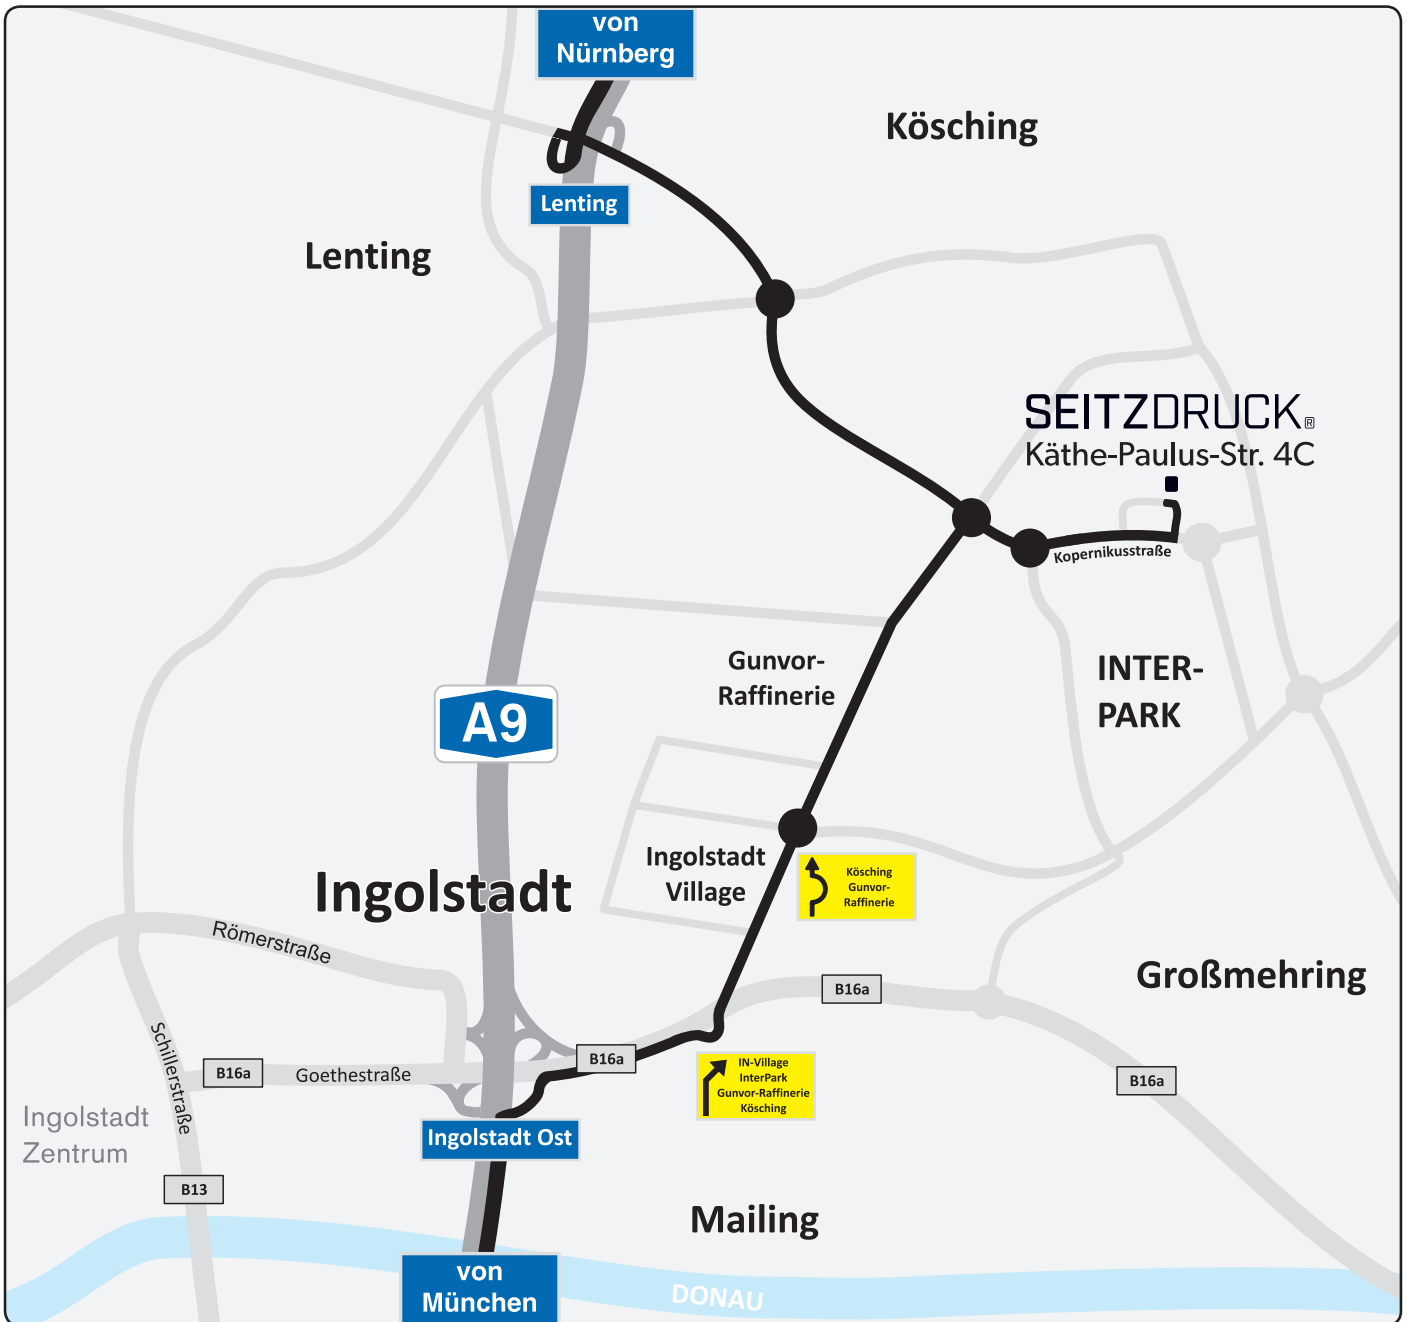 von
Nürnberg
Kösching
Lenting
Lenting
SEITZDRUCK®
Käthe-Paulus-Str. 4C
Kopernikusstraße
Gunvor-
Raffinerie
INTER-
PARK
A9
Ingolstadt
Village
Kösching
Gunvor-
Raffinerie
Ingolstadt
Römerstraße
Großmehring
B16a
Schillerstraße
B16a
Goethestraße
B16a
IN-Village
InterPark
Gunvor-Raffinerie
Kösching
B16a
Ingolstadt
Zentrum
Ingolstadt Ost
B13
Mailing
von
München
DONAU